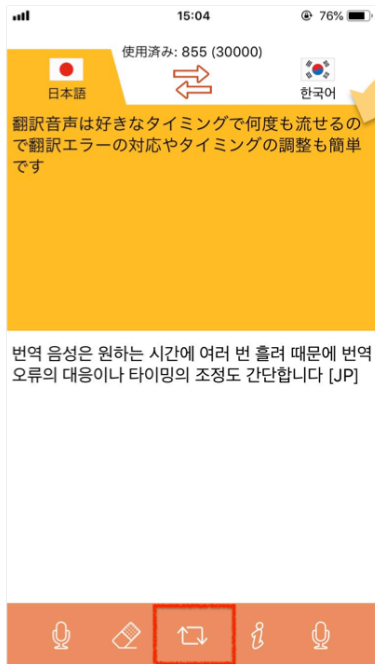 15:04
76%
使用済み: 855 (30000)
日本語
한국어
翻訳音声は好きなタイミングで何度も流せるの
で翻訳エラーの対応やタイミングの調整も簡単
です
번역 음성은 원하는 시간에 여러 번 흘려 때문에 번역
오류의 대응이나 타이밍의 조정도 간단합니다 [JP]